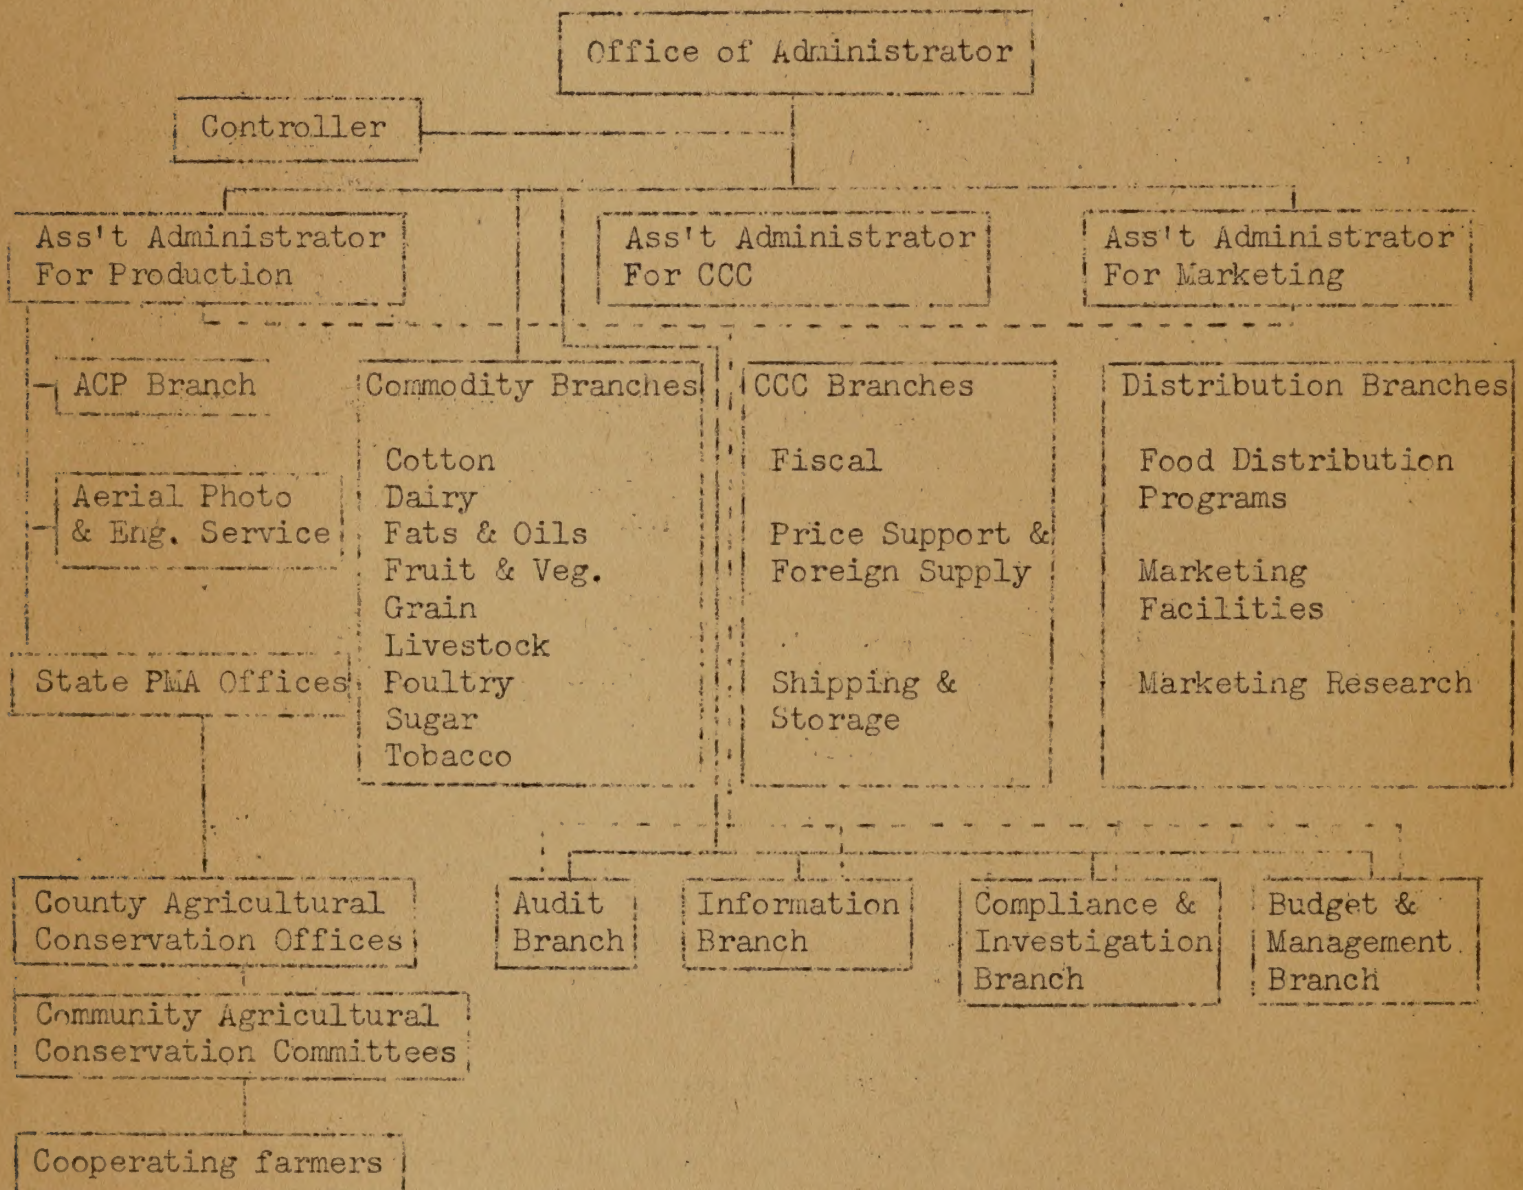 Office of Administrator
Controller
Ass't Administrator
For Production
Ass't Administrator
For CCC
Ass't Administrator
For Marketing
ACP Branch
Aerial Photo
& Eng. Service
State PMA Offices
Commodity Branches
Cotton
Dairy
Fats & Oils
Fruit & Veg.
Grain
Livestock
Poultry
Sugar
Tobacco
CCC Branches
Fiscal
Price Support &
Foreign Supply
Shipping &
Storage
Distribution Branches
Food Distribution
Programs
Marketing
Facilities
Marketing Research
County Agricultural
Conservation Offices
Audit
Branch
Information
Branch
Compliance &
Investigation
Branch
Budget &
Management
Branch
Community Agricultural
Conservation Committees
Cooperating farmers